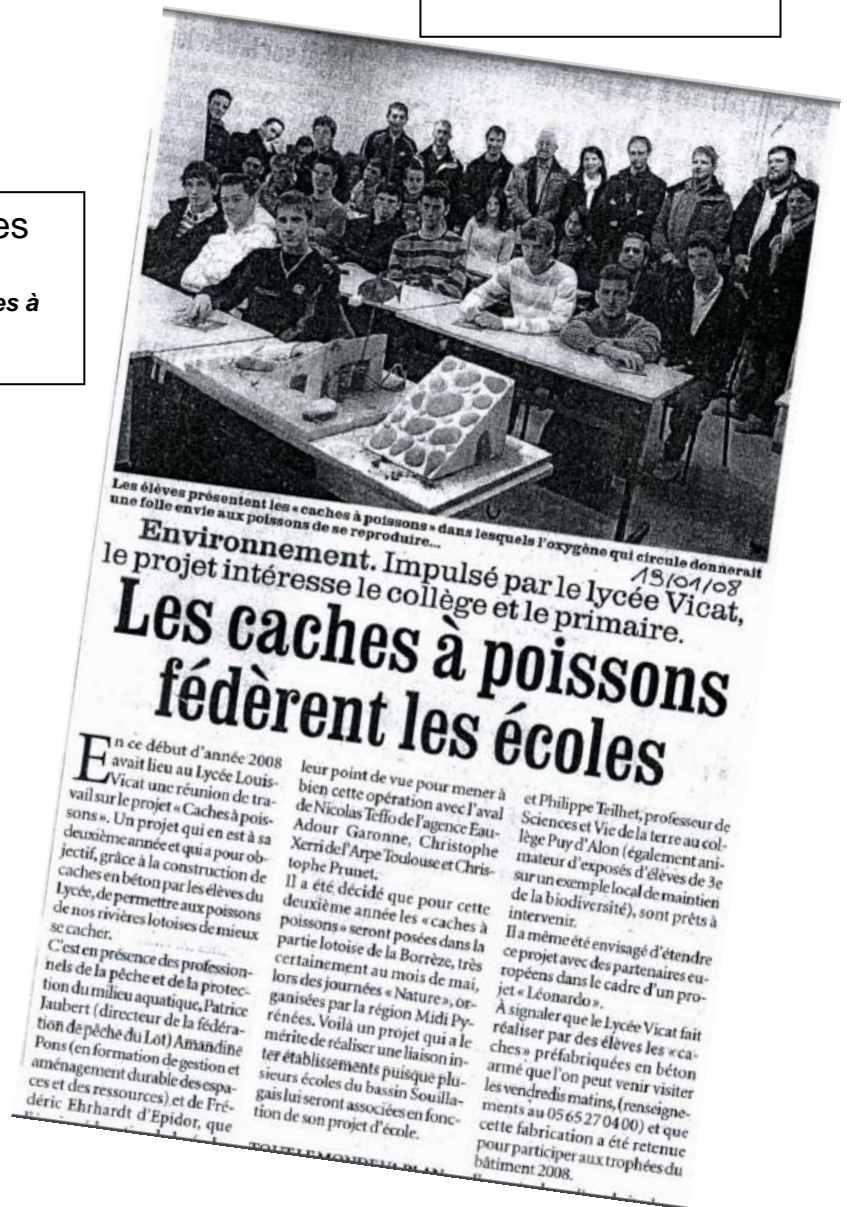 es
es à
Les élèves présentent les « caches à poissons » dans lesquels l'oxygène qui circule donnerait
une folle envie aux poissons de se reproduire...
13/01/08
Environnement. Impulsé par le lycée Vicat,
le projet intéresse le collège et le primaire.
Les caches à poissons
fédèrent les écoles
En ce début d'année 2008
avait lieu au Lycée Louis-
Vicat une réunion de tra-
vail sur le projet « Caches à pois-
sons ». Un projet qui en est à sa
deuxième année et qui a pour ob-
jectif, grâce à la construction de
caches en béton par les élèves du
Lycée, de permettre aux poissons
de nos rivières lotoises de mieux
se cacher.
C'est en présence des profession-
nels de la pêche et de la protec-
tion du milieu aquatique, Patrice
Jaubert (directeur de la fédéra-
tion de pêche du Lot) Amandine
Pons (en formation de gestion et
aménagement durable des espa-
ces et des ressources) et de Fré-
déric Ehrhardt d'Epidor, que
leur point de vue pour mener à
bien cette opération avec l'aval
de Nicolas Teffo de l'agence Eau-
Adour Garonne, Christophe
Xerri de l'Arpe Toulouse et Chris-
tophe Prunet.
Il a été décidé que pour cette
deuxième année les « caches à
poissons » seront posées dans la
partie lotoise de la Borrèze, très
certainement au mois de mai,
lors des journées « Nature », or-
ganisées par la région Midi Py-
rénées. Voilà un projet qui a le
mérite de réaliser une liaison in-
ter établissements puisque plu-
sieurs écoles du bassin Souilla-
gais lui seront associées en fonc-
tion de son projet d'école.
et Philippe Teilhet, professeur de
Sciences et Vie de la terre au col-
lège Puy d'Alon (également ani-
mateur d'exposés d'élèves de 3e
sur un exemple local de maintien
de la biodiversité), sont prêts à
intervenir.
Il a même été envisagé d'étendre
ce projet avec des partenaires eu-
ropéens dans le cadre d'un pro-
jet « Léonardo ».
À signaler que le Lycée Vicat fait
réaliser par des élèves les « ca-
ches » préfabriquées en béton
armé que l'on peut venir visiter
les vendredis matins, (renseigne-
ments au 05 65 27 04 00) et que
cette fabrication a été retenue
pour participer aux trophées du
bâtiment 2008.